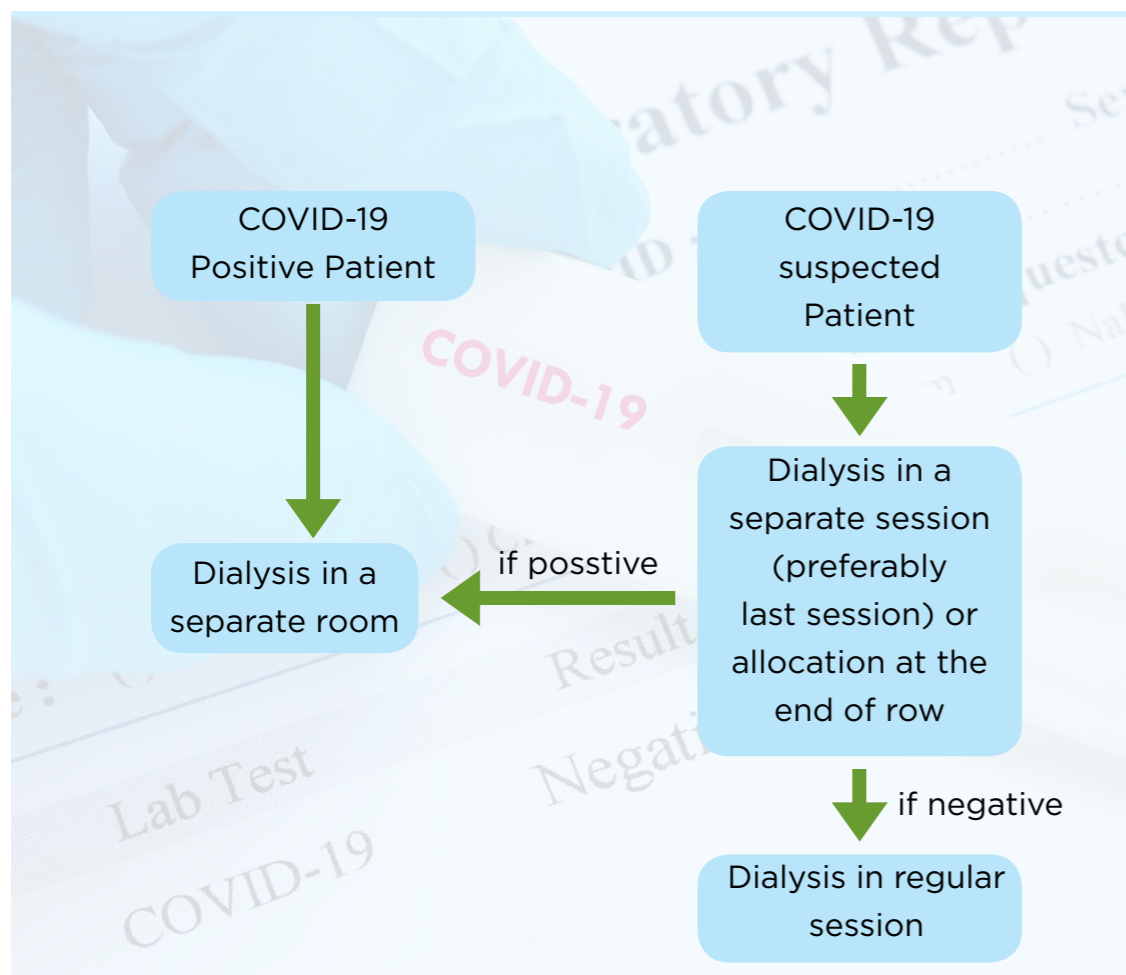 COVID-19
Positive Patient
COVID-19
suspected
Patient
Dialysis in a
separate room
if posstive
Dialysis in a
separate session
(preferably
last session) or
allocation at the
end of row
if negative
Dialysis in regular
session
COVID-19
Result
Lab Test
COVID-19